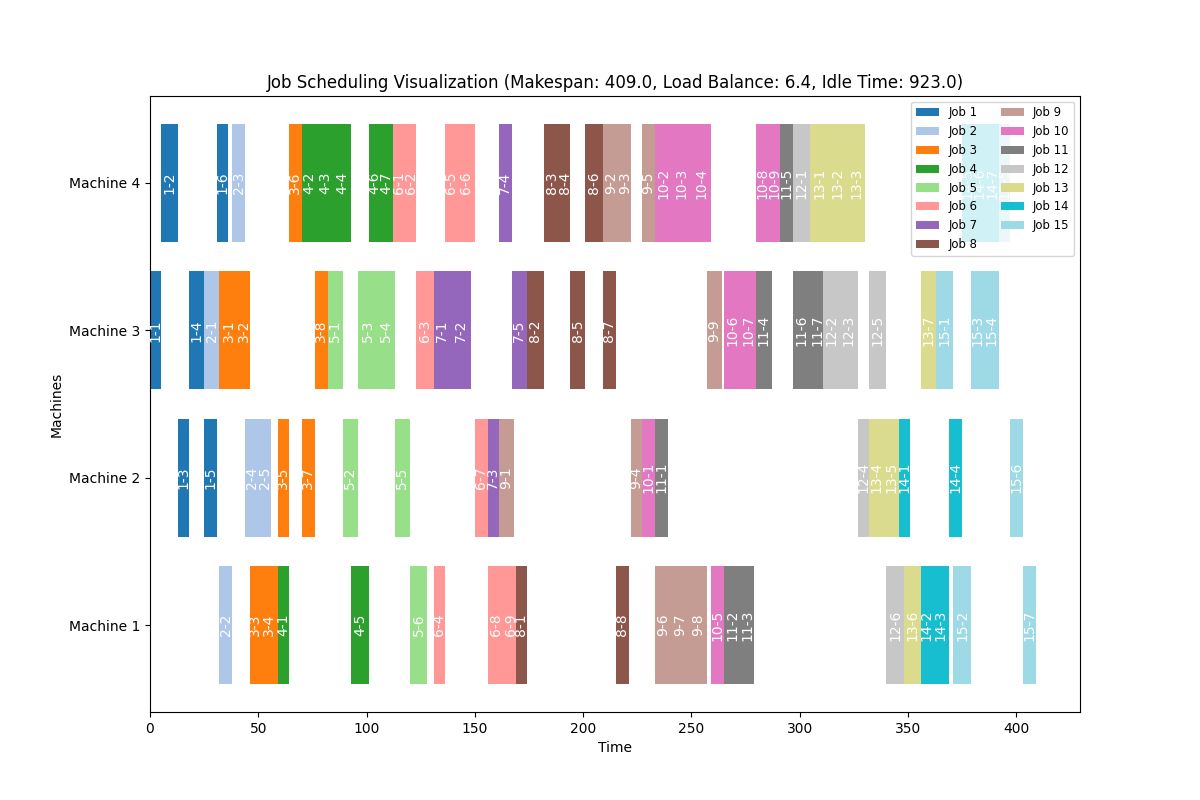 Job Scheduling Visualization (Makespan: 409.0, Load Balance: 6.4, Idle Time: 923.0)
Job 1 Job 9
Job 2 Job 10
Job 3 Job 11
Job 4 Job 12
Job 5 Job 13
Job 6 Job 14
Job 7 Job 15
Job 8
Machine 4
1-2 1-6 2-3 3-6 4-2 4-3 4-4 4-6 4-7 6-1 6-2 6-5 6-6 7-4 8-3 8-4 8-6 9-2 9-3 9-5 10-2 10-3 10-4 10-8 10-9 11-5 12-1 13-1 13-2 13-3
Machine 3
1-1 1-4 2-1 3-1 3-2 3-8 5-1 5-3 5-4 6-3 7-1 7-2 7-5 8-2 8-5 8-7 9-9 10-6 10-7 11-4 11-6 11-7 12-2 12-3 12-5 13-7 15-1 15-3 15-4
Machine 2
1-3 1-5 2-4 2-5 3-5 3-7 5-2 5-5 6-7 7-3 9-1 9-4 10-1 11-1 12-4 13-4 13-5 14-1 14-4 15-6
Machine 1
2-2 3-3 3-4 4-1 4-5 5-6 6-4 6-8 6-9 8-1 8-8 9-6 9-7 9-8 10-5 11-2 11-3 12-6 13-6 14-2 14-3 15-2 15-7
Machines
0 50 100 150 200 250 300 350 400
Time